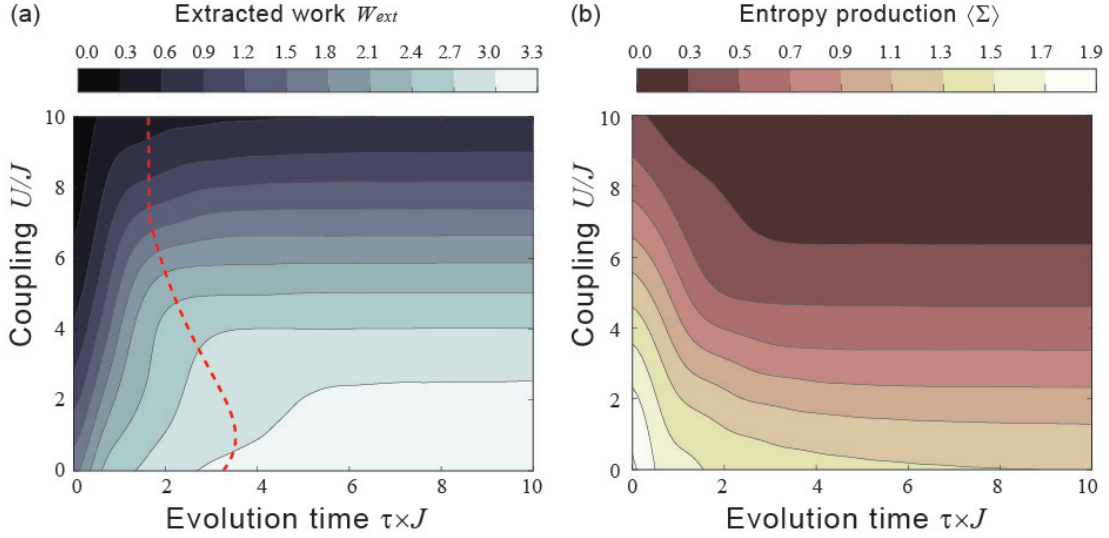 (a) Extracted work W_ext
0.0 0.3 0.6 0.9 1.2 1.5 1.8 2.1 2.4 2.7 3.0 3.3
10
8
6
4
2
0
Coupling U/J
0 2 4 6 8 10
Evolution time τ×J
(b) Entropy production ⟨Σ⟩
0.0 0.3 0.5 0.7 0.9 1.1 1.3 1.5 1.7 1.9
10
8
6
4
2
0
Coupling U/J
0 2 4 6 8 10
Evolution time τ×J